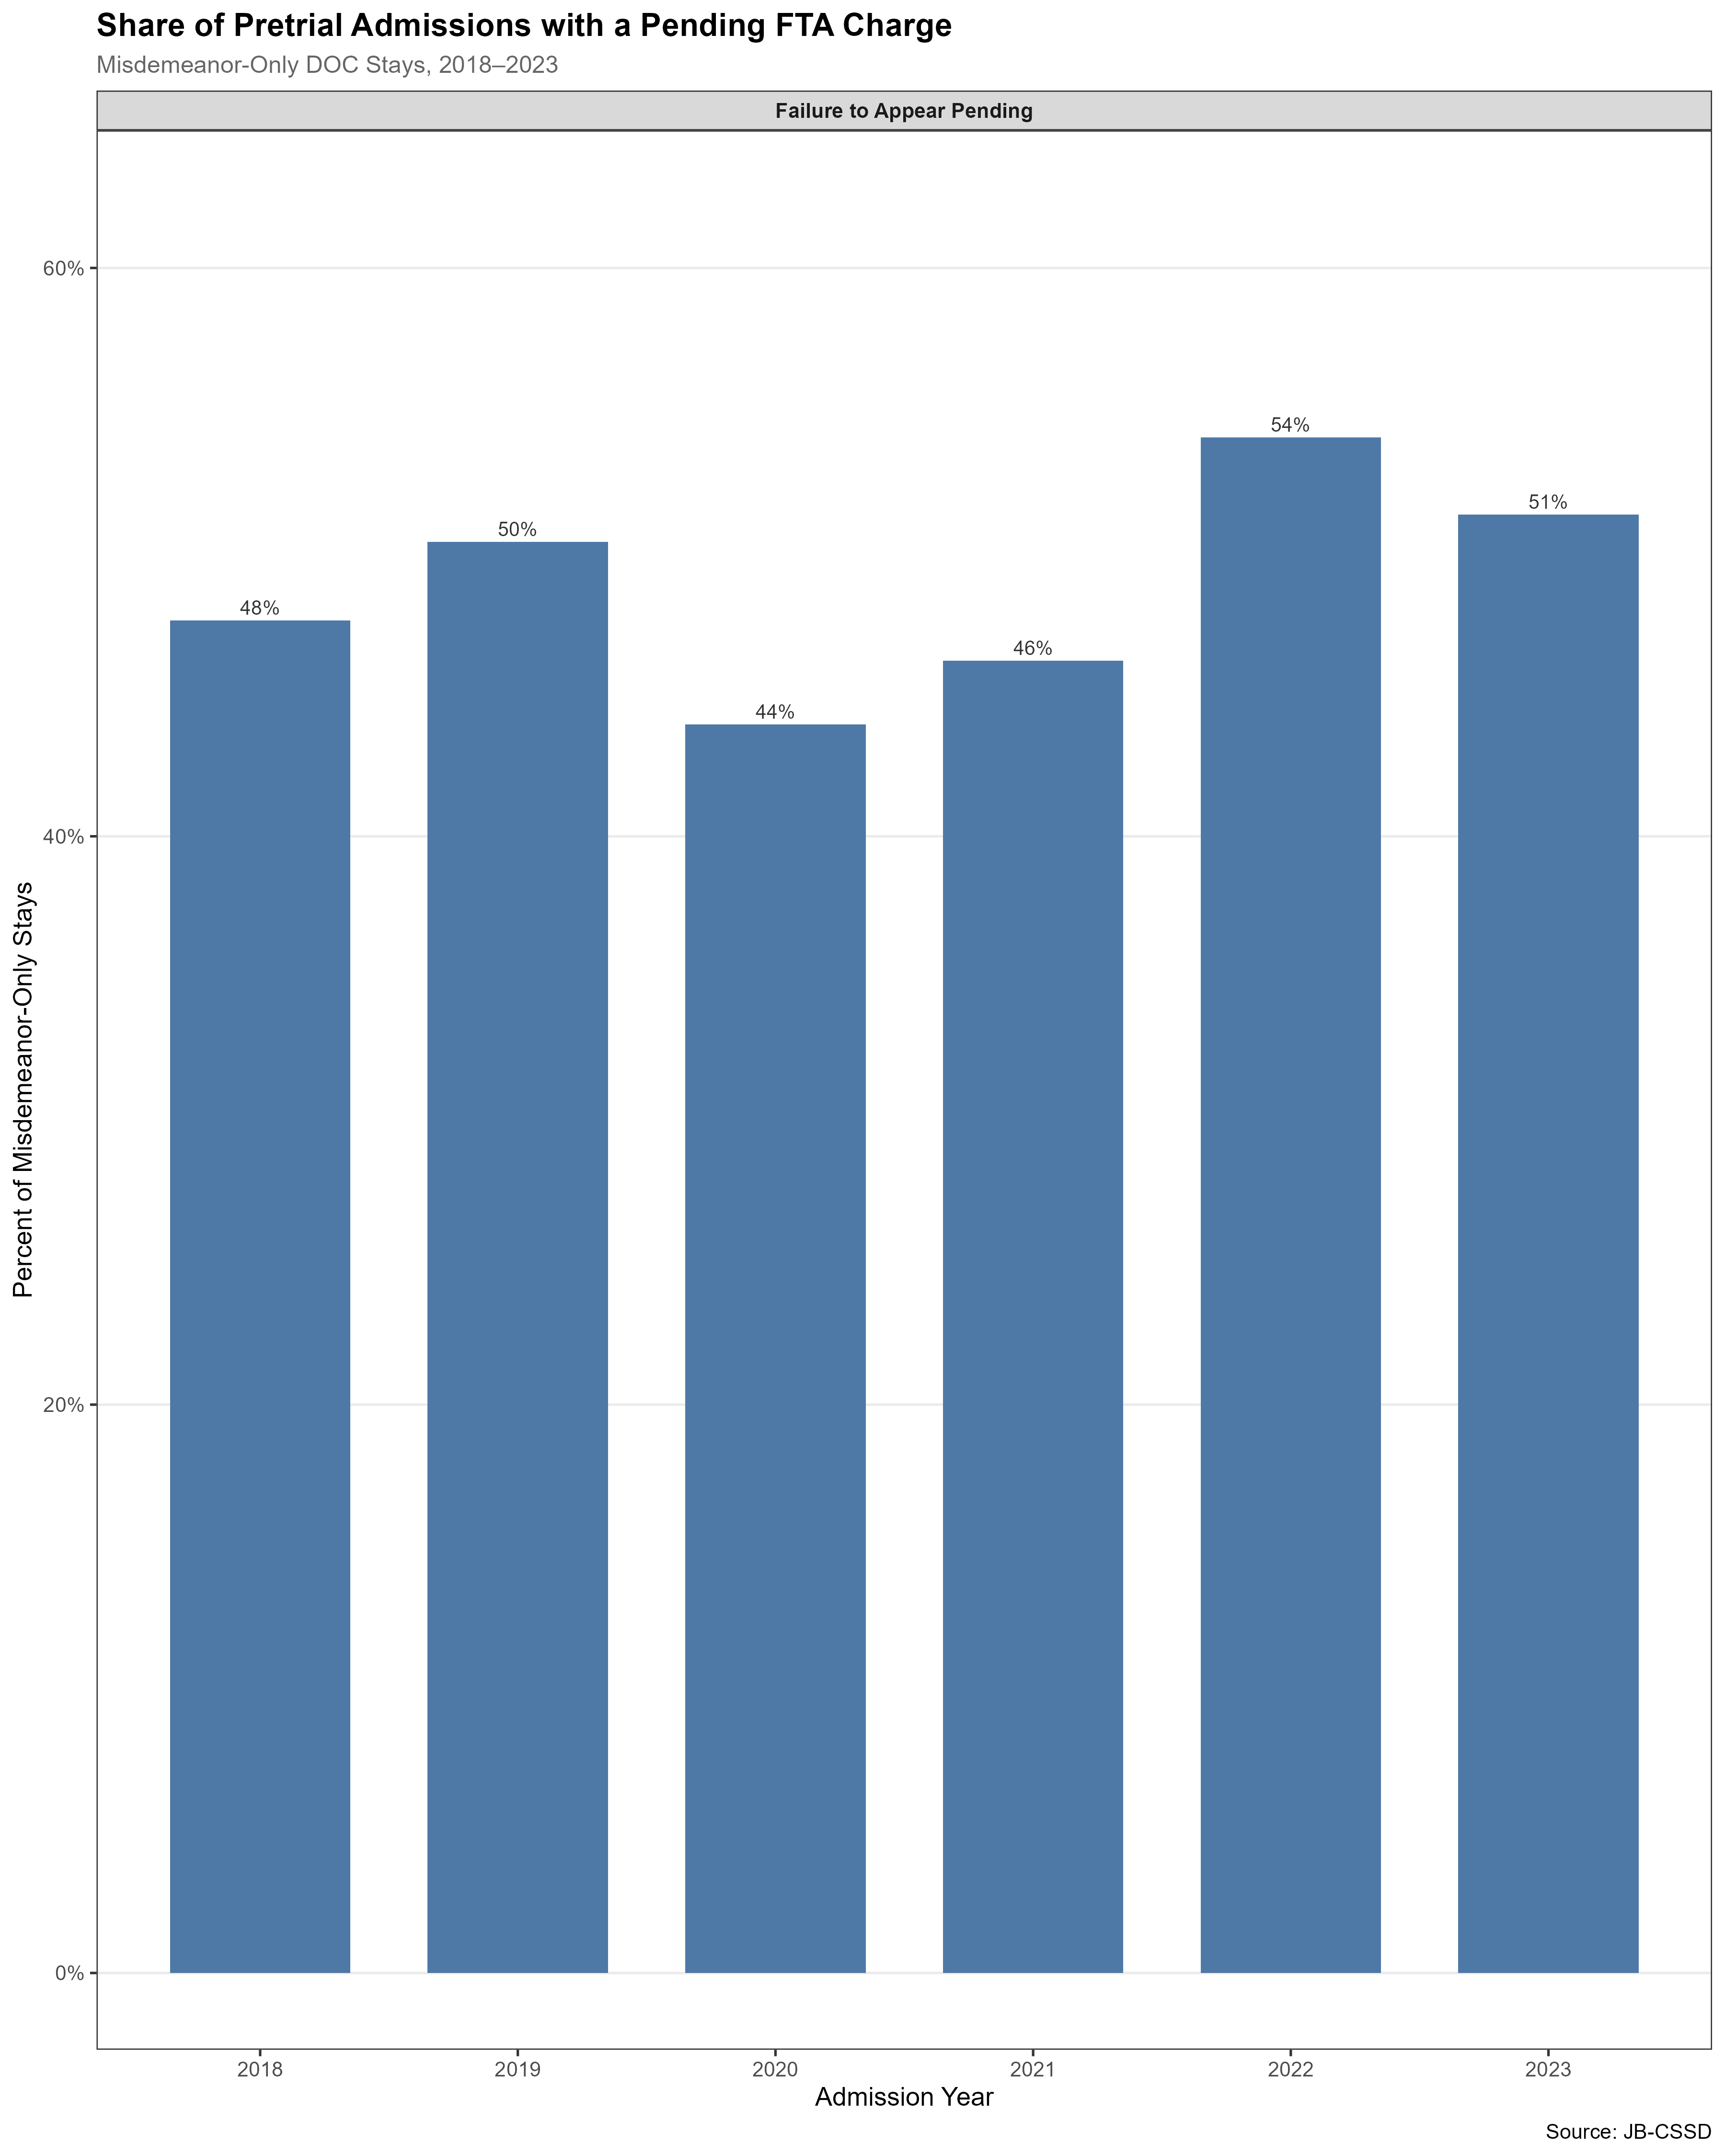 Share of Pretrial Admissions with a Pending FTA Charge
Misdemeanor-Only DOC Stays, 2018–2023
Failure to Appear Pending
Percent of Misdemeanor-Only Stays
60%
40%
20%
0%
48%
50%
44%
46%
54%
51%
2018
2019
2020
2021
2022
2023
Admission Year
Source: JB-CSSD